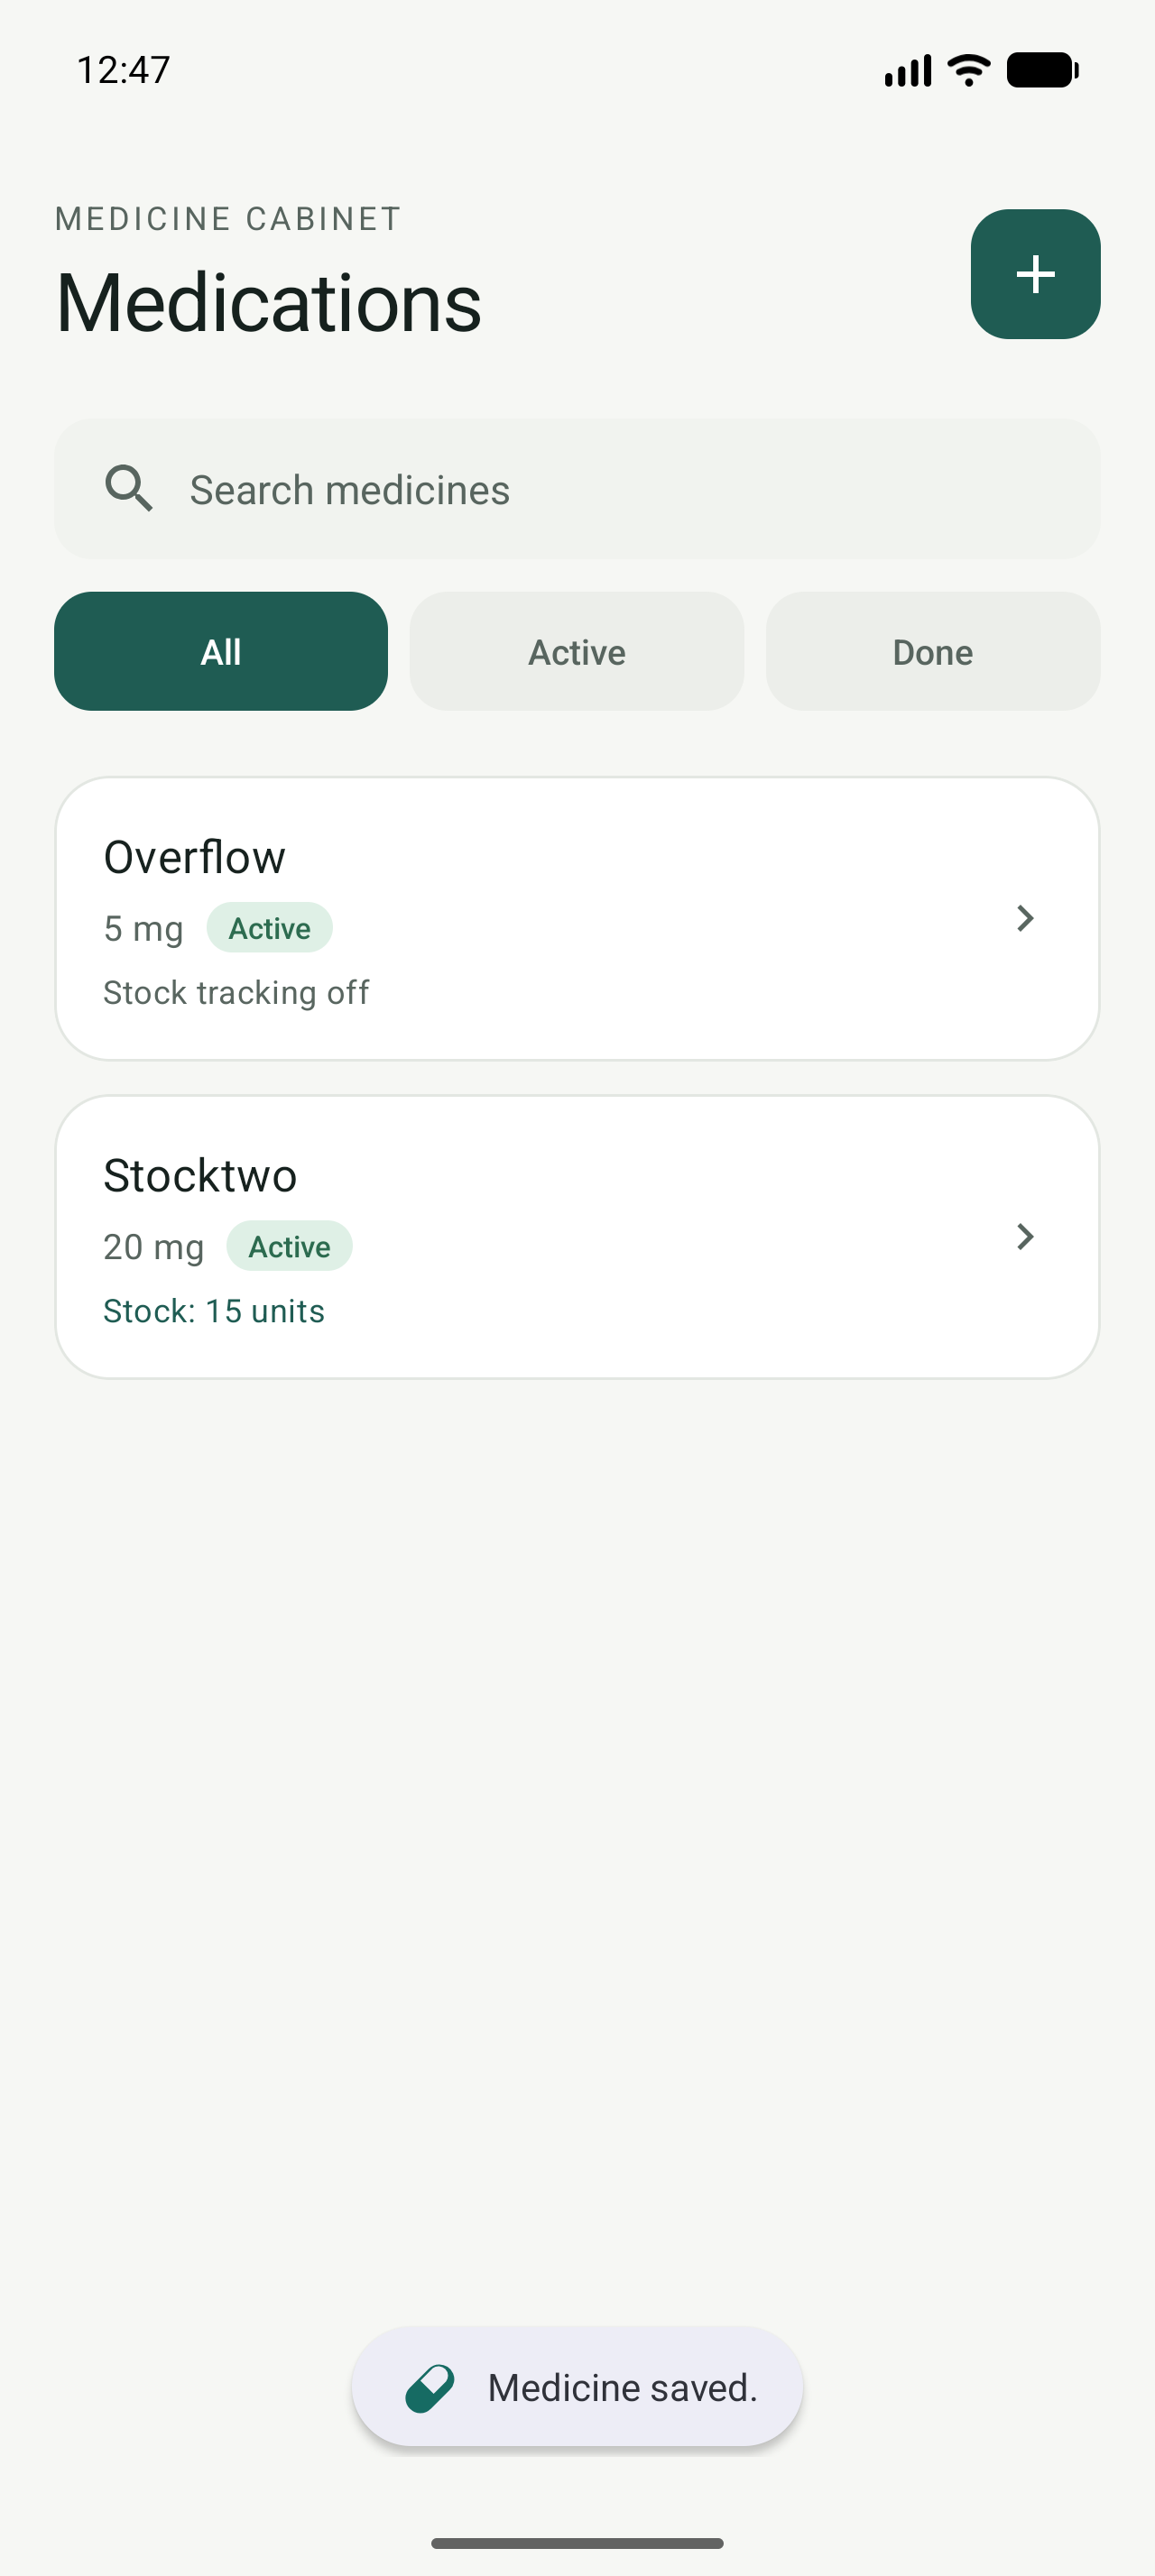 12:47
MEDICINE CABINET
Medications
Search medicines
All
Active
Done
Overflow
5 mg
Active
Stock tracking off
Stocktwo
20 mg
Active
Stock: 15 units
Medicine saved.